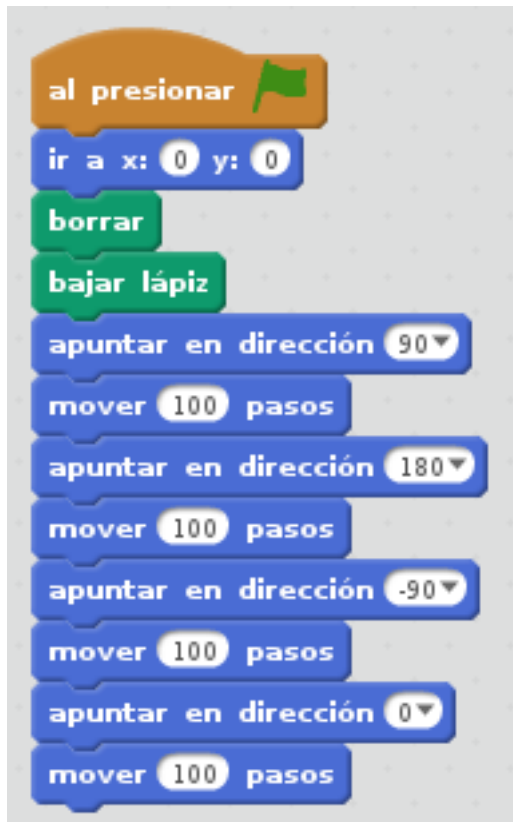 al presionar
ir a x: 0 y: 0
borrar
bajar lápiz
apuntar en dirección 90
mover 100 pasos
apuntar en dirección 180
mover 100 pasos
apuntar en dirección -90
mover 100 pasos
apuntar en dirección 0
mover 100 pasos